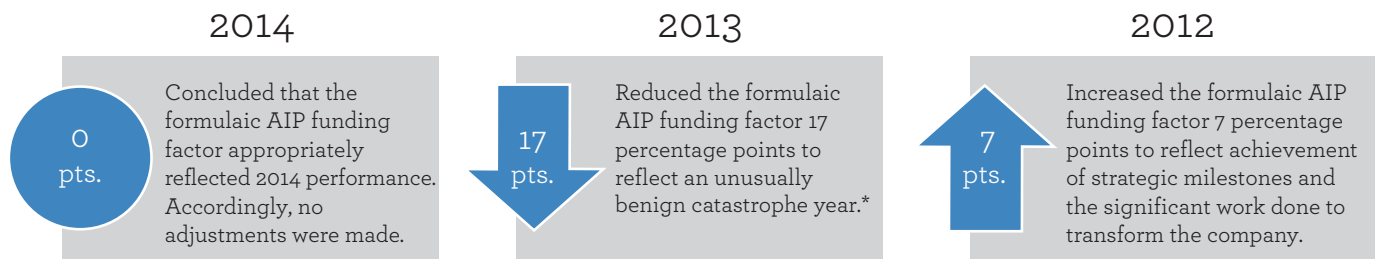 2014
0
pts.
Concluded that the
formulaic AIP funding
factor appropriately
reflected 2014 performance.
Accordingly, no
adjustments were made.
2013
17
pts.
Reduced the formulaic
AIP funding factor 17
percentage points to
reflect an unusually
benign catastrophe year.*
2012
7
pts.
Increased the formulaic AIP
funding factor 7 percentage
points to reflect achievement
of strategic milestones and
the significant work done to
transform the company.